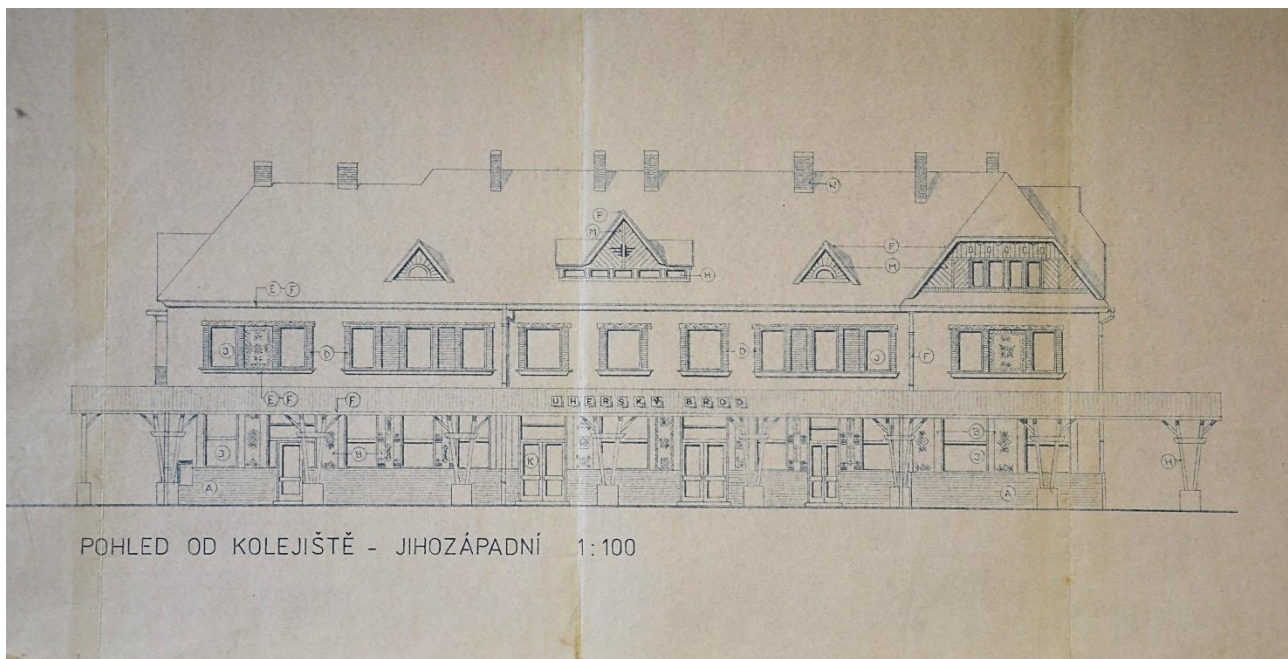 N
F
M
F
M
H
E F
J D D J F
E F F
UHERSKÝ BROD
B
J B K J H
A A
POHLED OD KOLEJIŠTĚ - JIHOZÁPADNÍ 1:100